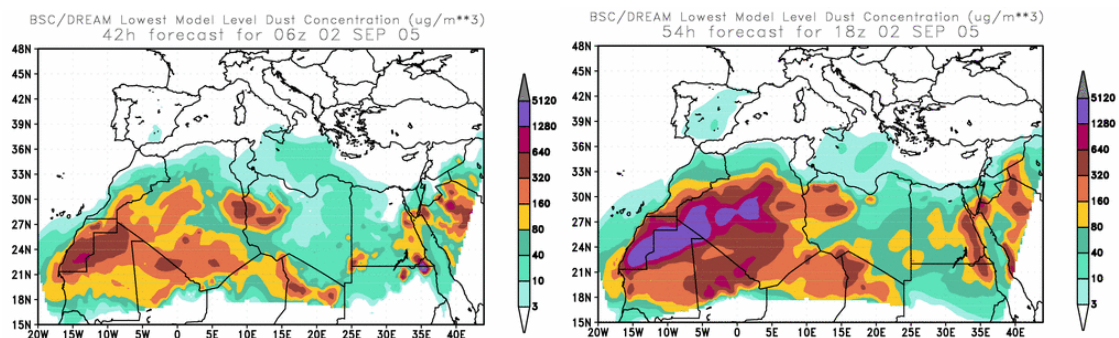 BSC/DREAM Lowest Model Level Dust Concentration (ug/m**3)
42h forecast for 06z 02 SEP 05
48N
45N
42N
39N
36N
33N
30N
27N
24N
21N
18N
15N
20W 15W 10W 5W 0 5E 10E 15E 20E 25E 30E 35E 40E
5120
1280
640
320
160
80
40
10
3
BSC/DREAM Lowest Model Level Dust Concentration (ug/m**3)
54h forecast for 18z 02 SEP 05
48N
45N
42N
39N
36N
33N
30N
27N
24N
21N
18N
15N
20W 15W 10W 5W 0 5E 10E 15E 20E 25E 30E 35E 40E
5120
1280
640
320
160
80
40
10
3